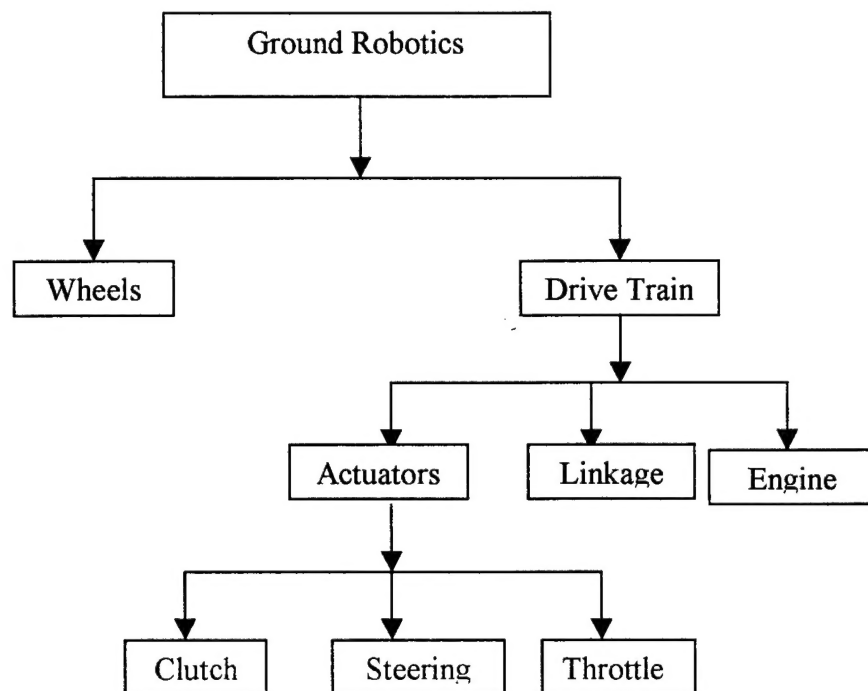 Ground Robotics
Wheels
Drive Train
Actuators
Linkage
Engine
Clutch
Steering
Throttle